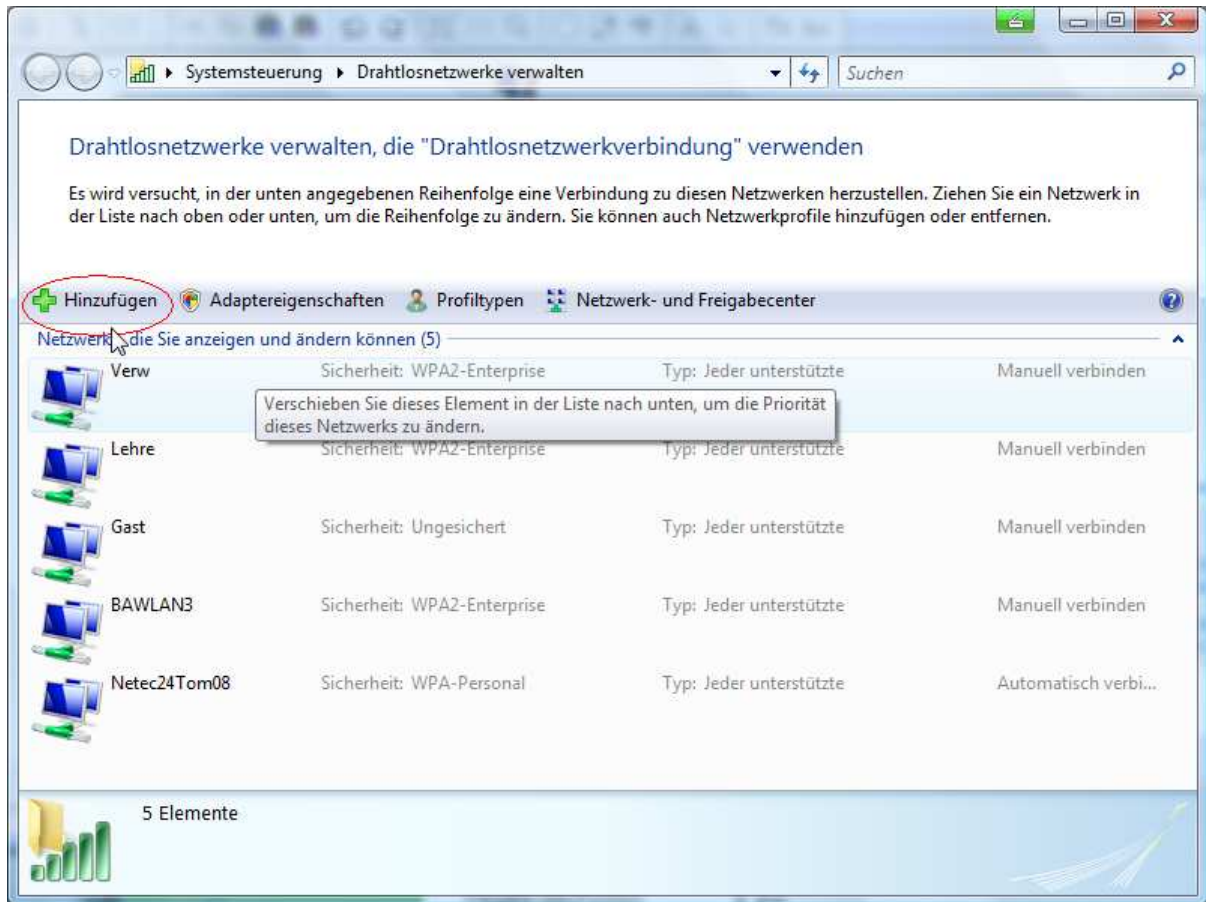 Systemsteuerung Drahtlosnetzwerke verwalten Suchen
Drahtlosnetzwerke verwalten, die "Drahtlosnetzwerkverbindung" verwenden
Es wird versucht, in der unten angegebenen Reihenfolge eine Verbindung zu diesen Netzwerken herzustellen. Ziehen Sie ein Netzwerk in
der Liste nach oben oder unten, um die Reihenfolge zu ändern. Sie können auch Netzwerkprofile hinzufügen oder entfernen.
Hinzufügen Adaptereigenschaften Profiltypen Netzwerk- und Freigabecenter
Netzwerk die Sie anzeigen und ändern können (5)
Verw Sicherheit: WPA2-Enterprise Typ: Jeder unterstützte Manuell verbinden
Verschieben Sie dieses Element in der Liste nach unten, um die Priorität
dieses Netzwerks zu ändern.
Lehre Sicherheit: WPA2-Enterprise Typ: Jeder unterstützte Manuell verbinden
Gast Sicherheit: Ungesichert Typ: Jeder unterstützte Manuell verbinden
BAWLAN3 Sicherheit: WPA2-Enterprise Typ: Jeder unterstützte Manuell verbinden
Netec24Tom08 Sicherheit: WPA-Personal Typ: Jeder unterstützte Automatisch verbi...
5 Elemente